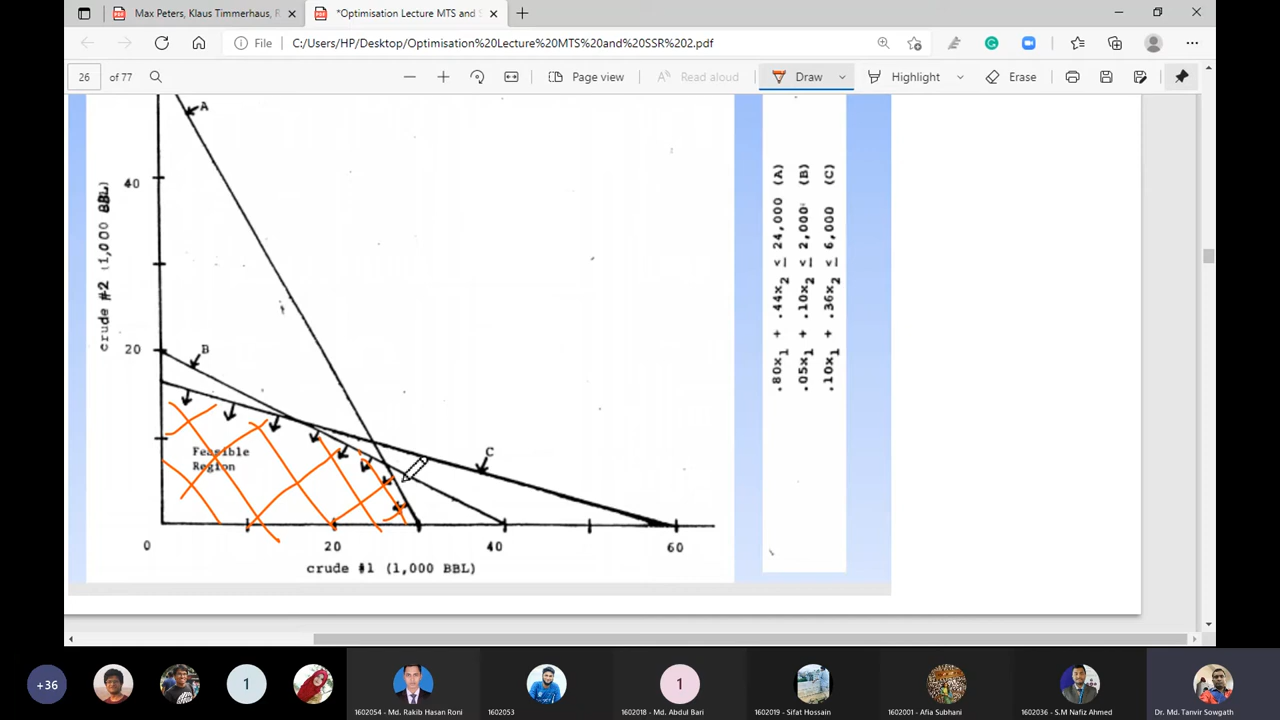 Max Peters, Klaus Timmerhaus, R
*Optimisation Lecture MTS and S
File
C:/Users/HP/Desktop/Optimisation%20Lecture%20MTS%20and%20SSR%202.pdf
26 of 77
Page view
Read aloud
Draw
Highlight
Erase
A
40
crude #2 (1,000 BBL)
20
B
Feasible
Region
C
0
20
40
60
crude #1 (1,000 BBL)
.80x1 + .44x2 ≤ 24,000 (A)
.05x1 + .10x2 ≤ 2,000 (B)
.10x1 + .36x2 ≤ 6,000 (C)
+36
1
1602054 - Md. Rakib Hasan Roni
1602053
1
1602018 - Md. Abdul Bari
1602019 - Sifat Hossain
1602001 - Afia Subhani
1602036 - S.M Nafiz Ahmed
Dr. Md. Tanvir Sowgath